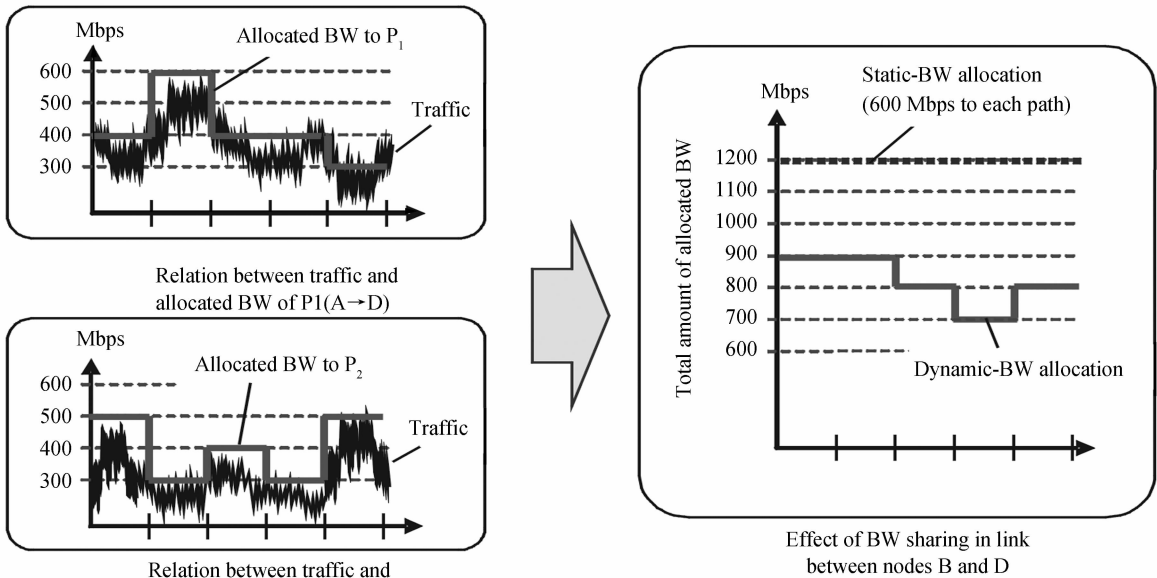 Mbps
Allocated BW to P1
600
500
400
300
Traffic
Relation between traffic and
allocated BW of P1(A→D)
Mbps
Allocated BW to P2
600
500
400
300
Traffic
Relation between traffic and
Static-BW allocation
(600 Mbps to each path)
Mbps
Total amount of allocated BW
1200
1100
1000
900
800
700
600
Dynamic-BW allocation
Effect of BW sharing in link
between nodes B and D